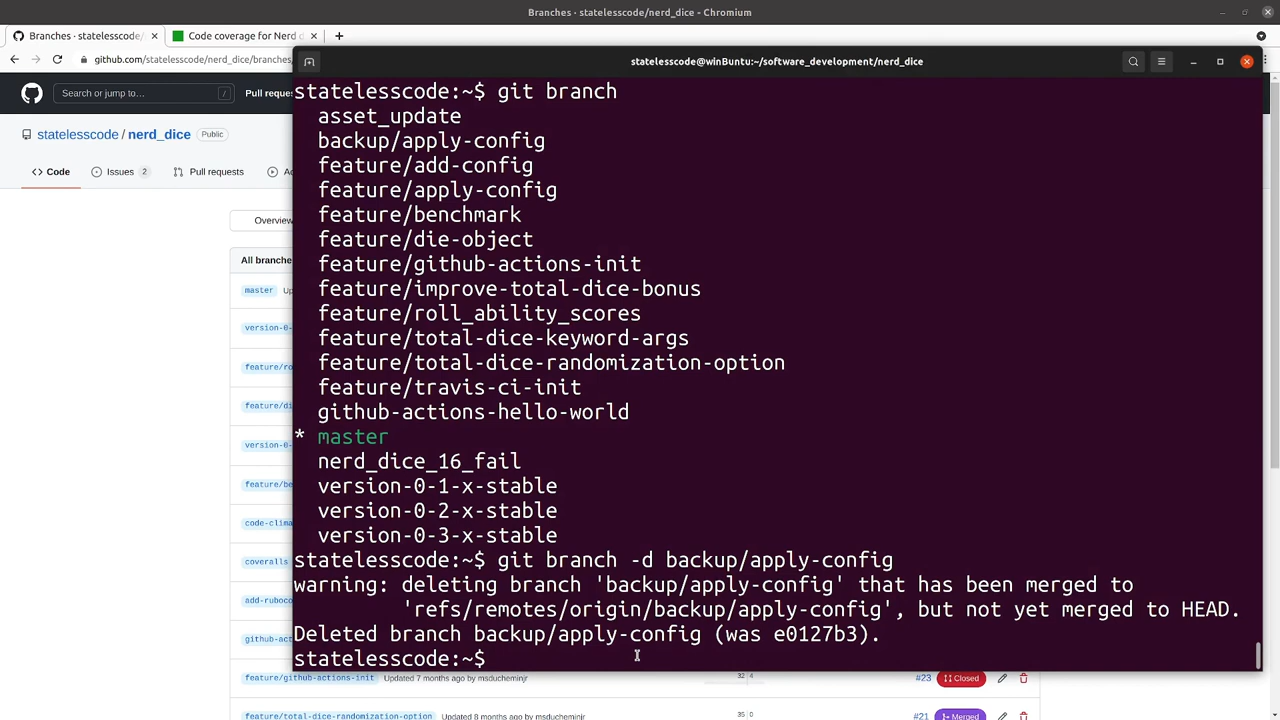 Branches · statelesscode/nerd_dice - Chromium
Branches · statelesscode/
Code coverage for Nerd d
github.com/statelesscode/nerd_dice/branches
statelesscode@winBuntu:~/software_development/nerd_dice
Search or jump to...
/
Pull reques
statelesscode / nerd_dice
Public
Code
Issues 2
Pull requests
Ac
Overview
All branche
master Up
version-0-
feature/ro
feature/di
version-0-
feature/be
code-clima
coveralls
add-ruboco
github-act
feature/github-actions-init Updated 7 months ago by msducheminjr 32 4 #23 Closed
feature/total-dice-randomization-option Updated 8 months ago by msducheminjr 35 0 #21 Merged
statelesscode:~$ git branch
asset_update
backup/apply-config
feature/add-config
feature/apply-config
feature/benchmark
feature/die-object
feature/github-actions-init
feature/improve-total-dice-bonus
feature/roll_ability_scores
feature/total-dice-keyword-args
feature/total-dice-randomization-option
feature/travis-ci-init
github-actions-hello-world
* master
nerd_dice_16_fail
version-0-1-x-stable
version-0-2-x-stable
version-0-3-x-stable
statelesscode:~$ git branch -d backup/apply-config
warning: deleting branch 'backup/apply-config' that has been merged to
'refs/remotes/origin/backup/apply-config', but not yet merged to HEAD.
Deleted branch backup/apply-config (was e0127b3).
statelesscode:~$